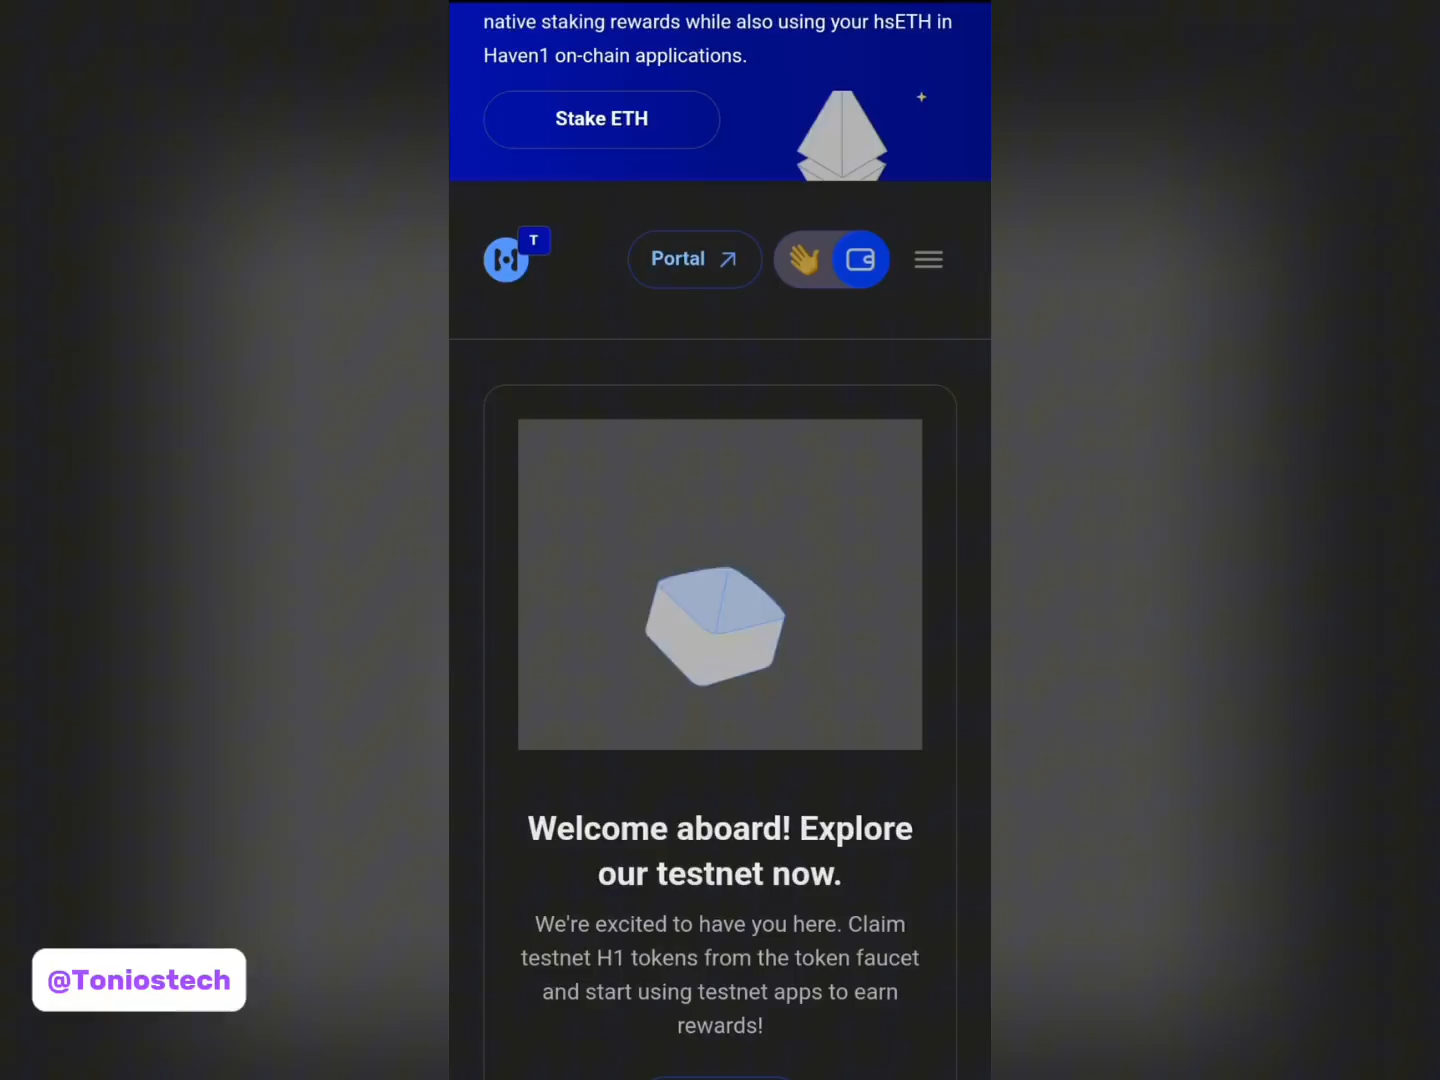 native staking rewards while also using your hsETH in
Haven1 on-chain applications.
Stake ETH
T
Portal
Welcome aboard! Explore
our testnet now.
We're excited to have you here. Claim
testnet H1 tokens from the token faucet
and start using testnet apps to earn
rewards!
@Toniostech